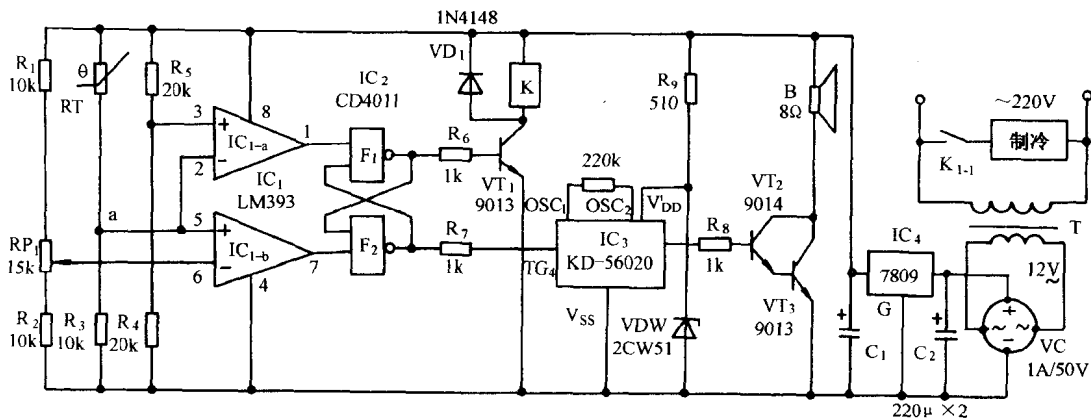 1N4148
VD₁
K
R₁
10k
θ
RT
R₅
20k
IC₂
CD4011
R₉
510
B
8Ω
~220V
制冷
K₁₋₁
3
+
8
IC₁₋ₐ
1
2
−
IC₁
LM393
F₁
R₆
1k
VT₁
9013
220k
OSC₁
OSC₂
V'DD
VT₂
9014
a
5
+
IC₁₋b
7
6
−
4
F₂
R₇
1k
TG₄
IC₃
KD-56020
R₈
1k
VT₃
9013
IC₄
7809
G
T
12V
~
RP₁
15k
R₂
10k
R₃
10k
R₄
20k
VSS
VDW
2CW51
+
C₁
+
C₂
+
~
~
−
VC
1A/50V
220μ ×2